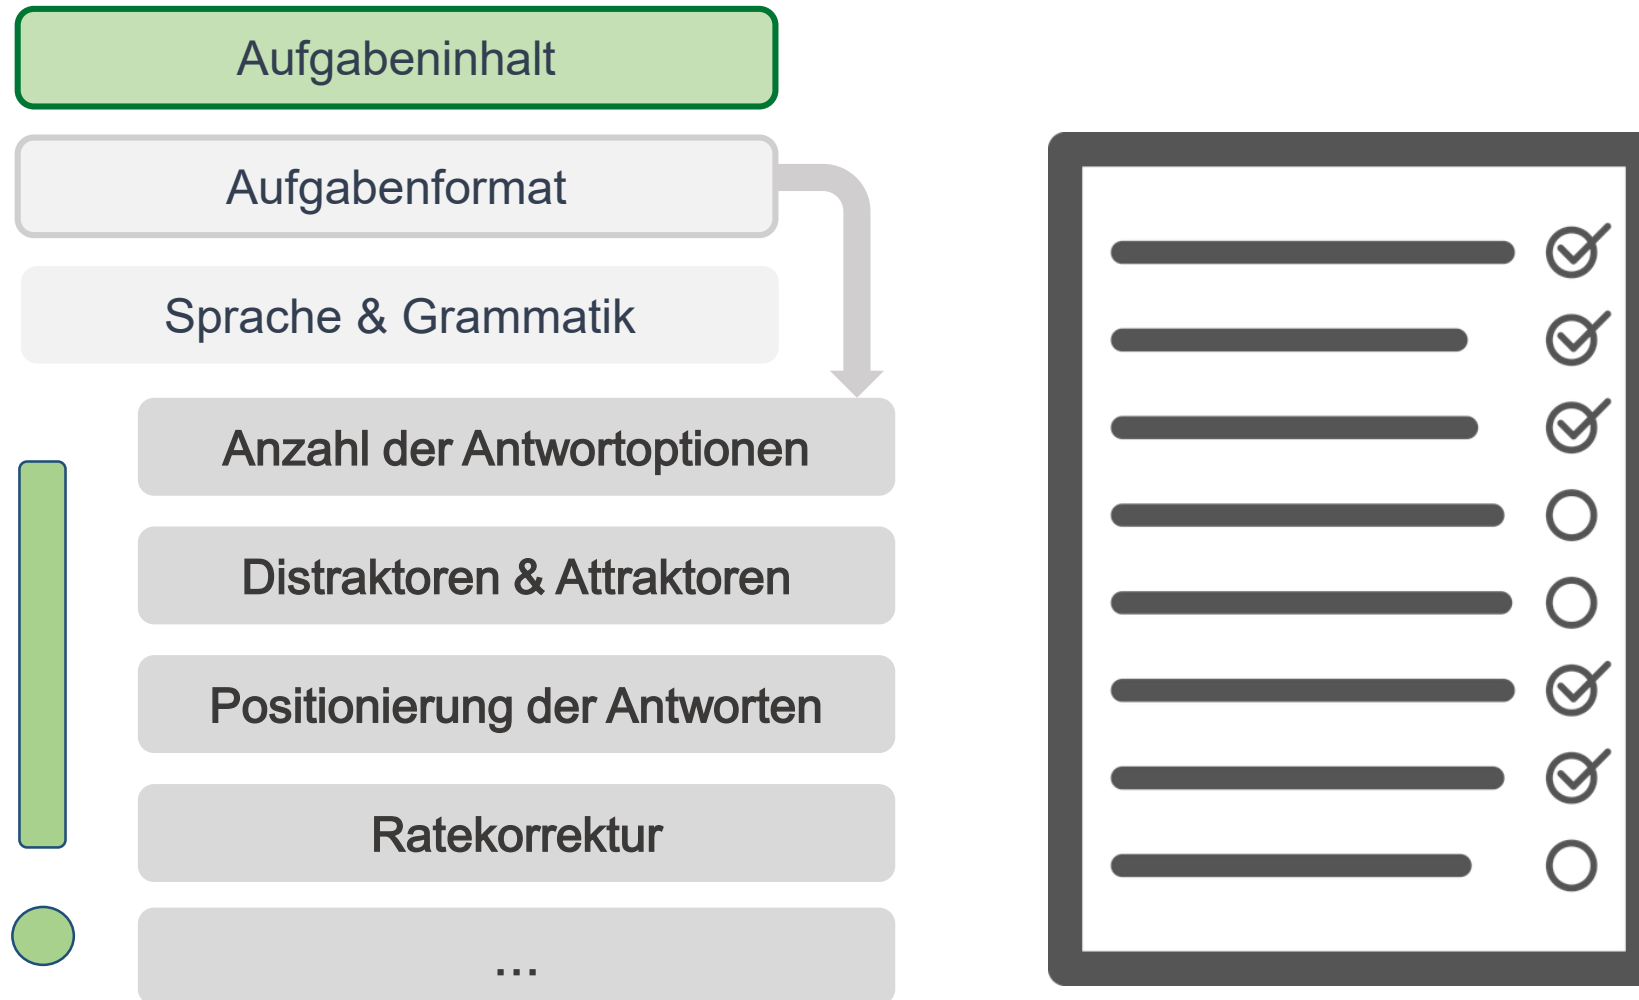 Aufgabeninhalt
Aufgabenformat
Sprache & Grammatik
Anzahl der Antwortoptionen
Distraktoren & Attraktoren
Positionierung der Antworten
Ratekorrektur
...